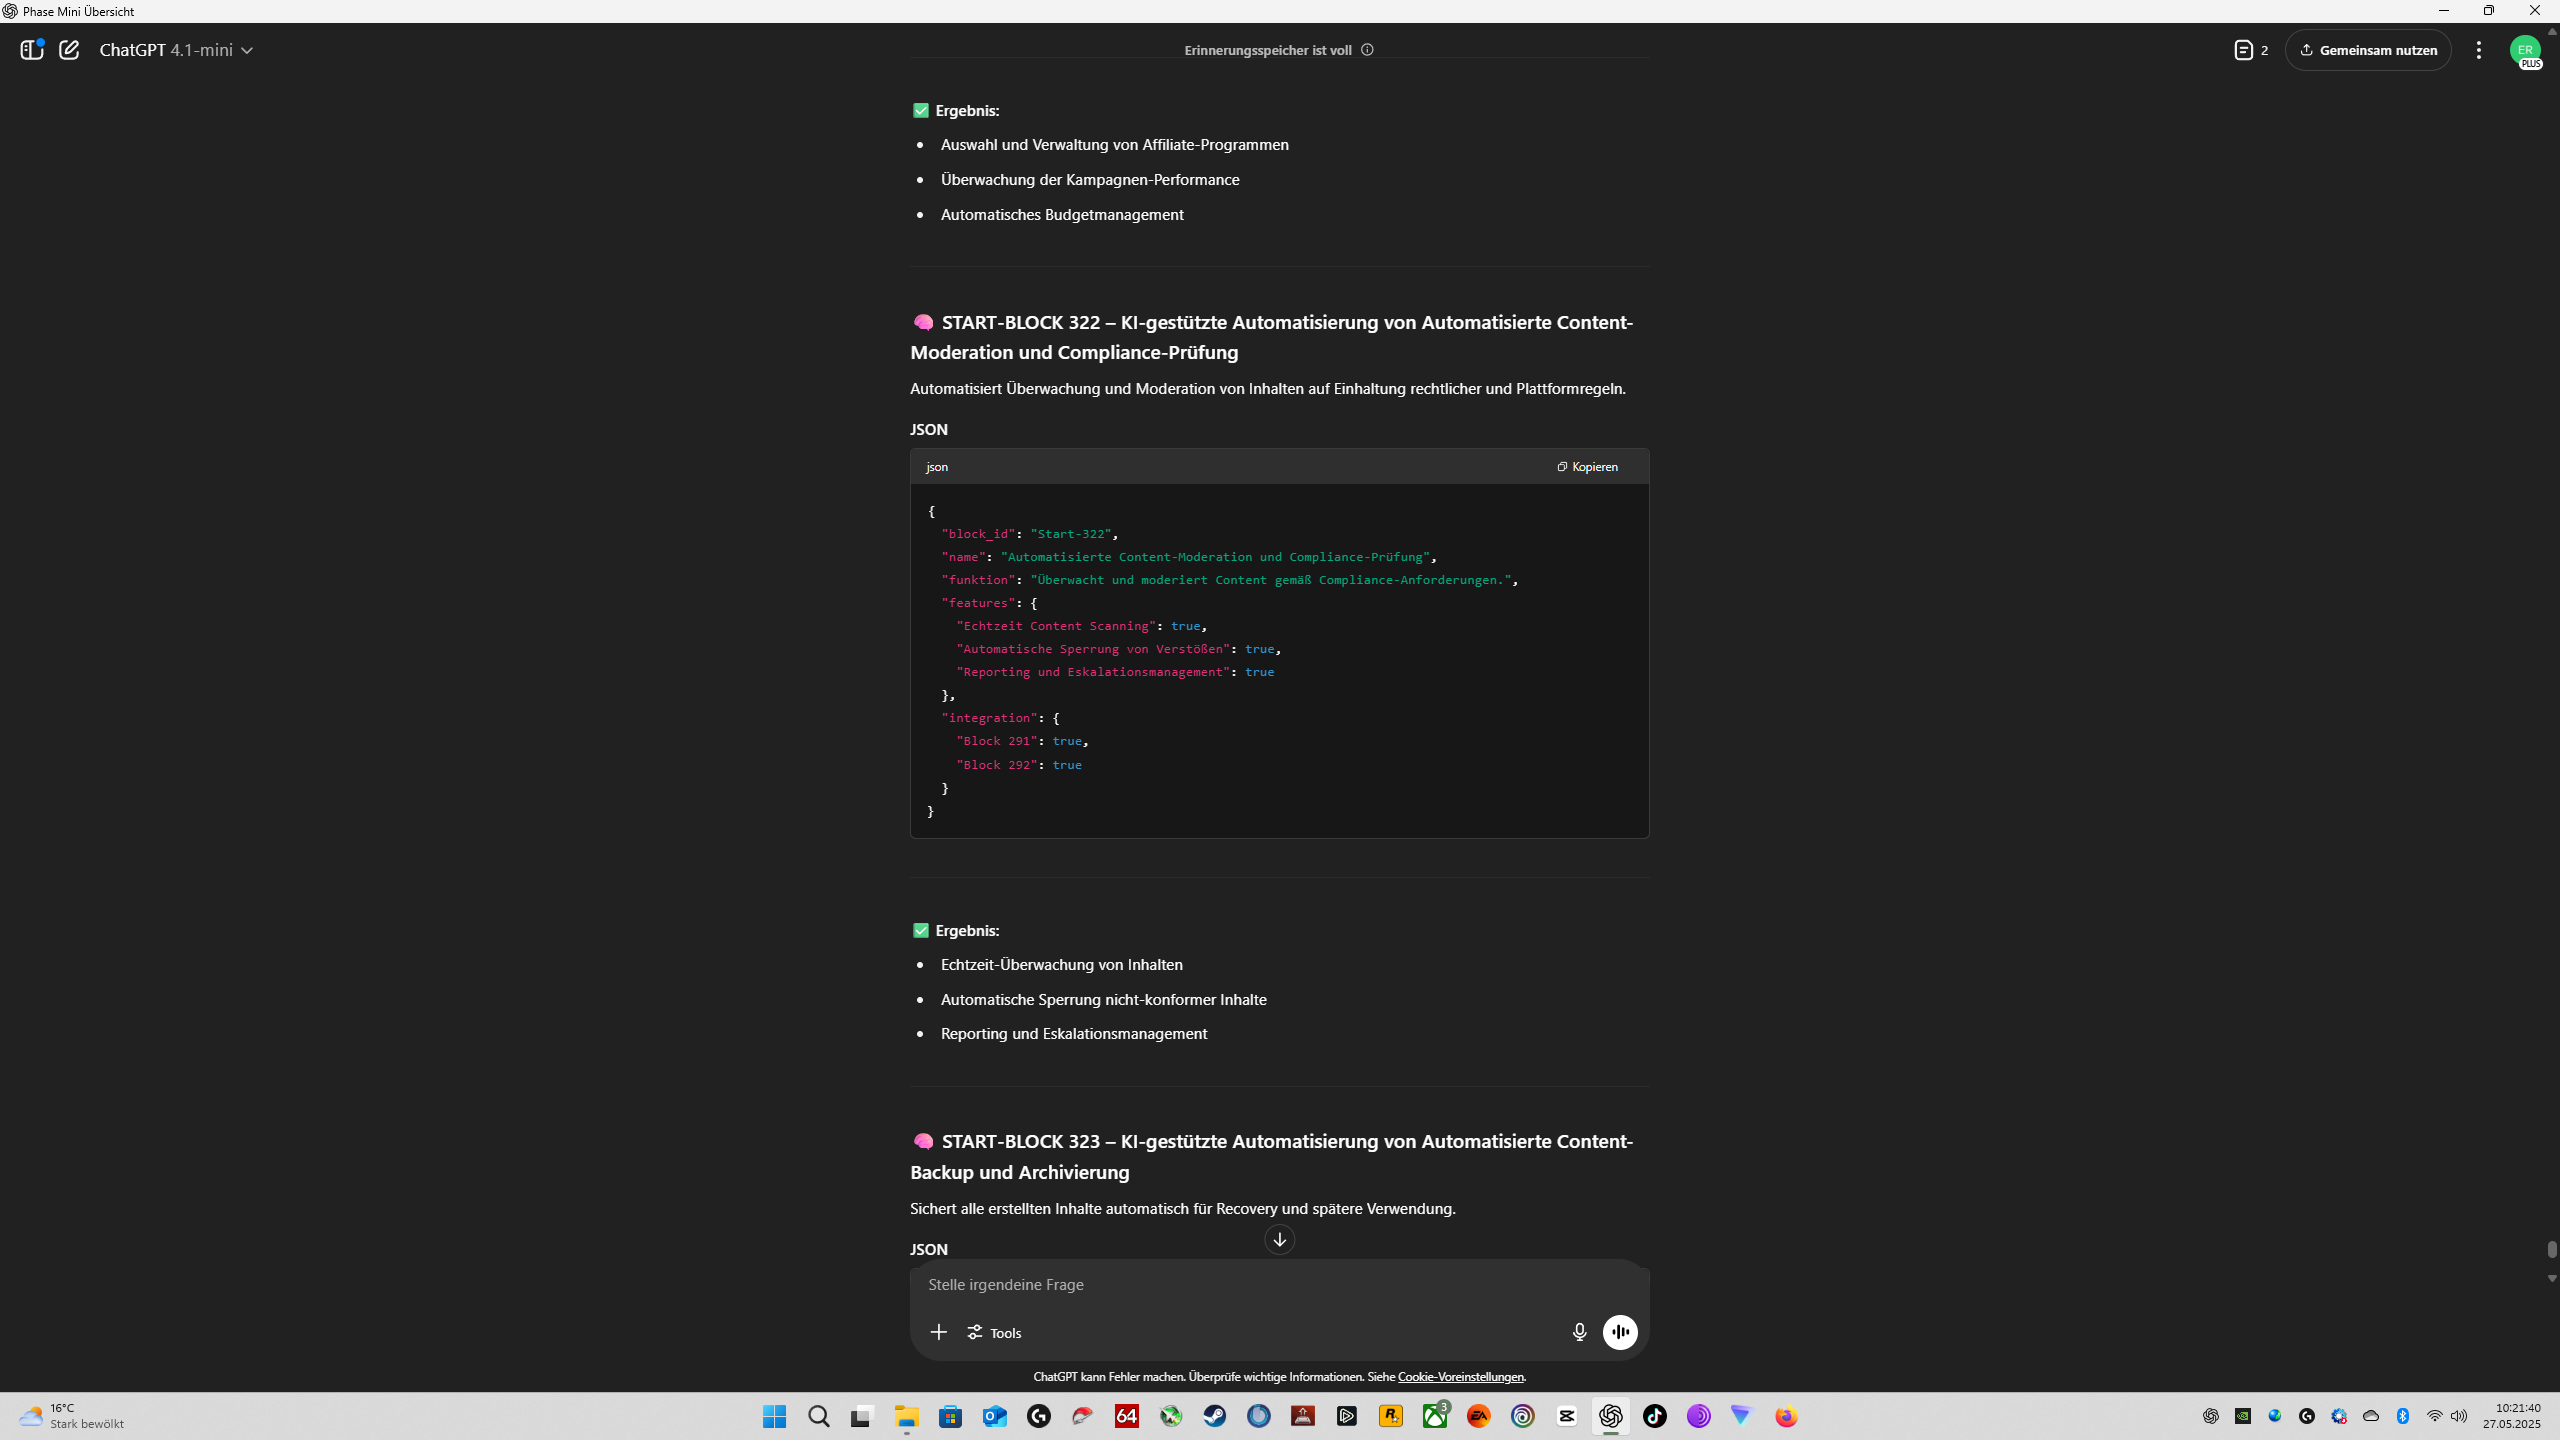 Phase Mini Übersicht
ChatGPT 4.1-mini
Erinnerungsspeicher ist voll
2
Gemeinsam nutzen
ER
PLUS
Ergebnis:
Auswahl und Verwaltung von Affiliate-Programmen
Überwachung der Kampagnen-Performance
Automatisches Budgetmanagement
START-BLOCK 322 – KI-gestützte Automatisierung von Automatisierte Content-
Moderation und Compliance-Prüfung
Automatisiert Überwachung und Moderation von Inhalten auf Einhaltung rechtlicher und Plattformregeln.
JSON
json
Kopieren
{
"block_id": "Start-322",
"name": "Automatisierte Content-Moderation und Compliance-Prüfung",
"funktion": "Überwacht und moderiert Content gemäß Compliance-Anforderungen.",
"features": {
"Echtzeit Content Scanning": true,
"Automatische Sperrung von Verstößen": true,
"Reporting und Eskalationsmanagement": true
},
"integration": {
"Block 291": true,
"Block 292": true
}
}
Ergebnis:
Echtzeit-Überwachung von Inhalten
Automatische Sperrung nicht-konformer Inhalte
Reporting und Eskalationsmanagement
START-BLOCK 323 – KI-gestützte Automatisierung von Automatisierte Content-
Backup und Archivierung
Sichert alle erstellten Inhalte automatisch für Recovery und spätere Verwendung.
JSON
Stelle irgendeine Frage
Tools
ChatGPT kann Fehler machen. Überprüfe wichtige Informationen. Siehe Cookie-Voreinstellungen.
16°C
Stark bewölkt
64
3
EA
10:21:40
27.05.2025